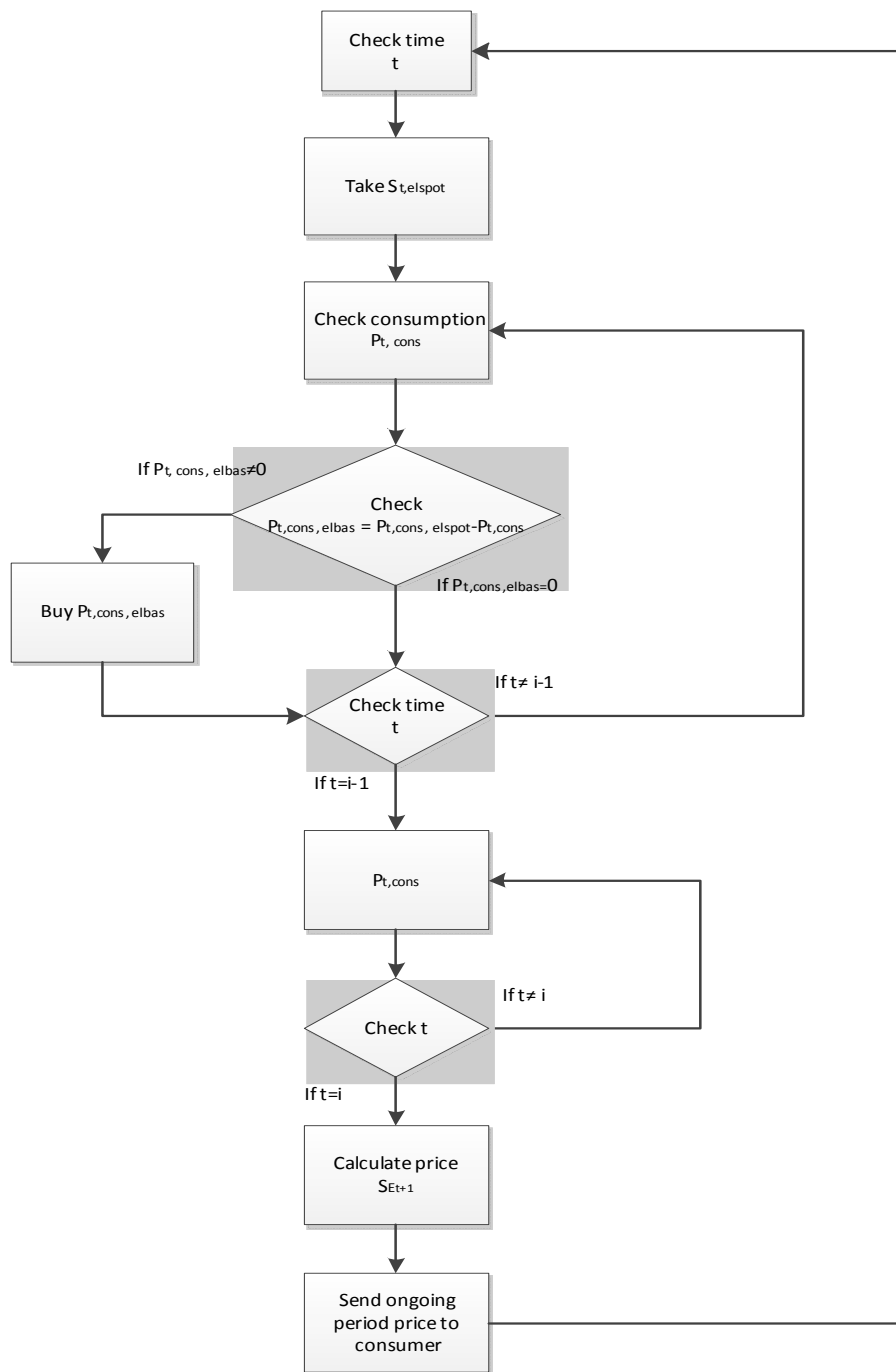 Check time
t
Take St,elspot
Check consumption
Pt, cons
If Pt, cons, elbas≠0
Check
Pt,cons, elbas = Pt,cons, elspot-Pt,cons
If Pt,cons,elbas=0
Buy Pt,cons, elbas
If t≠ i-1
Check time
t
If t=i-1
Pt,cons
If t≠ i
Check t
If t=i
Calculate price
SEt+1
Send ongoing
period price to
consumer